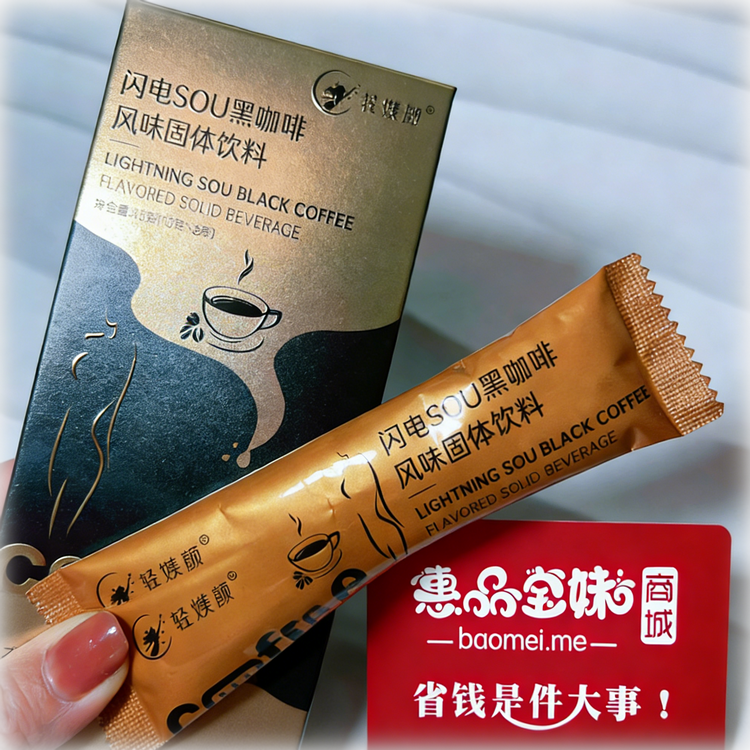 闪电SOU黑咖啡
风味固体饮料
LIGHTNING SOU BLACK COFFEE
FLAVORED SOLID BEVERAGE
闪电SOU黑咖啡
风味固体饮料
LIGHTNING SOU BLACK COFFEE
FLAVORED SOLID BEVERAGE
轻媄颜®
轻媄颜®
惠品宝妹商城
—baomei.me—
省钱是件大事！